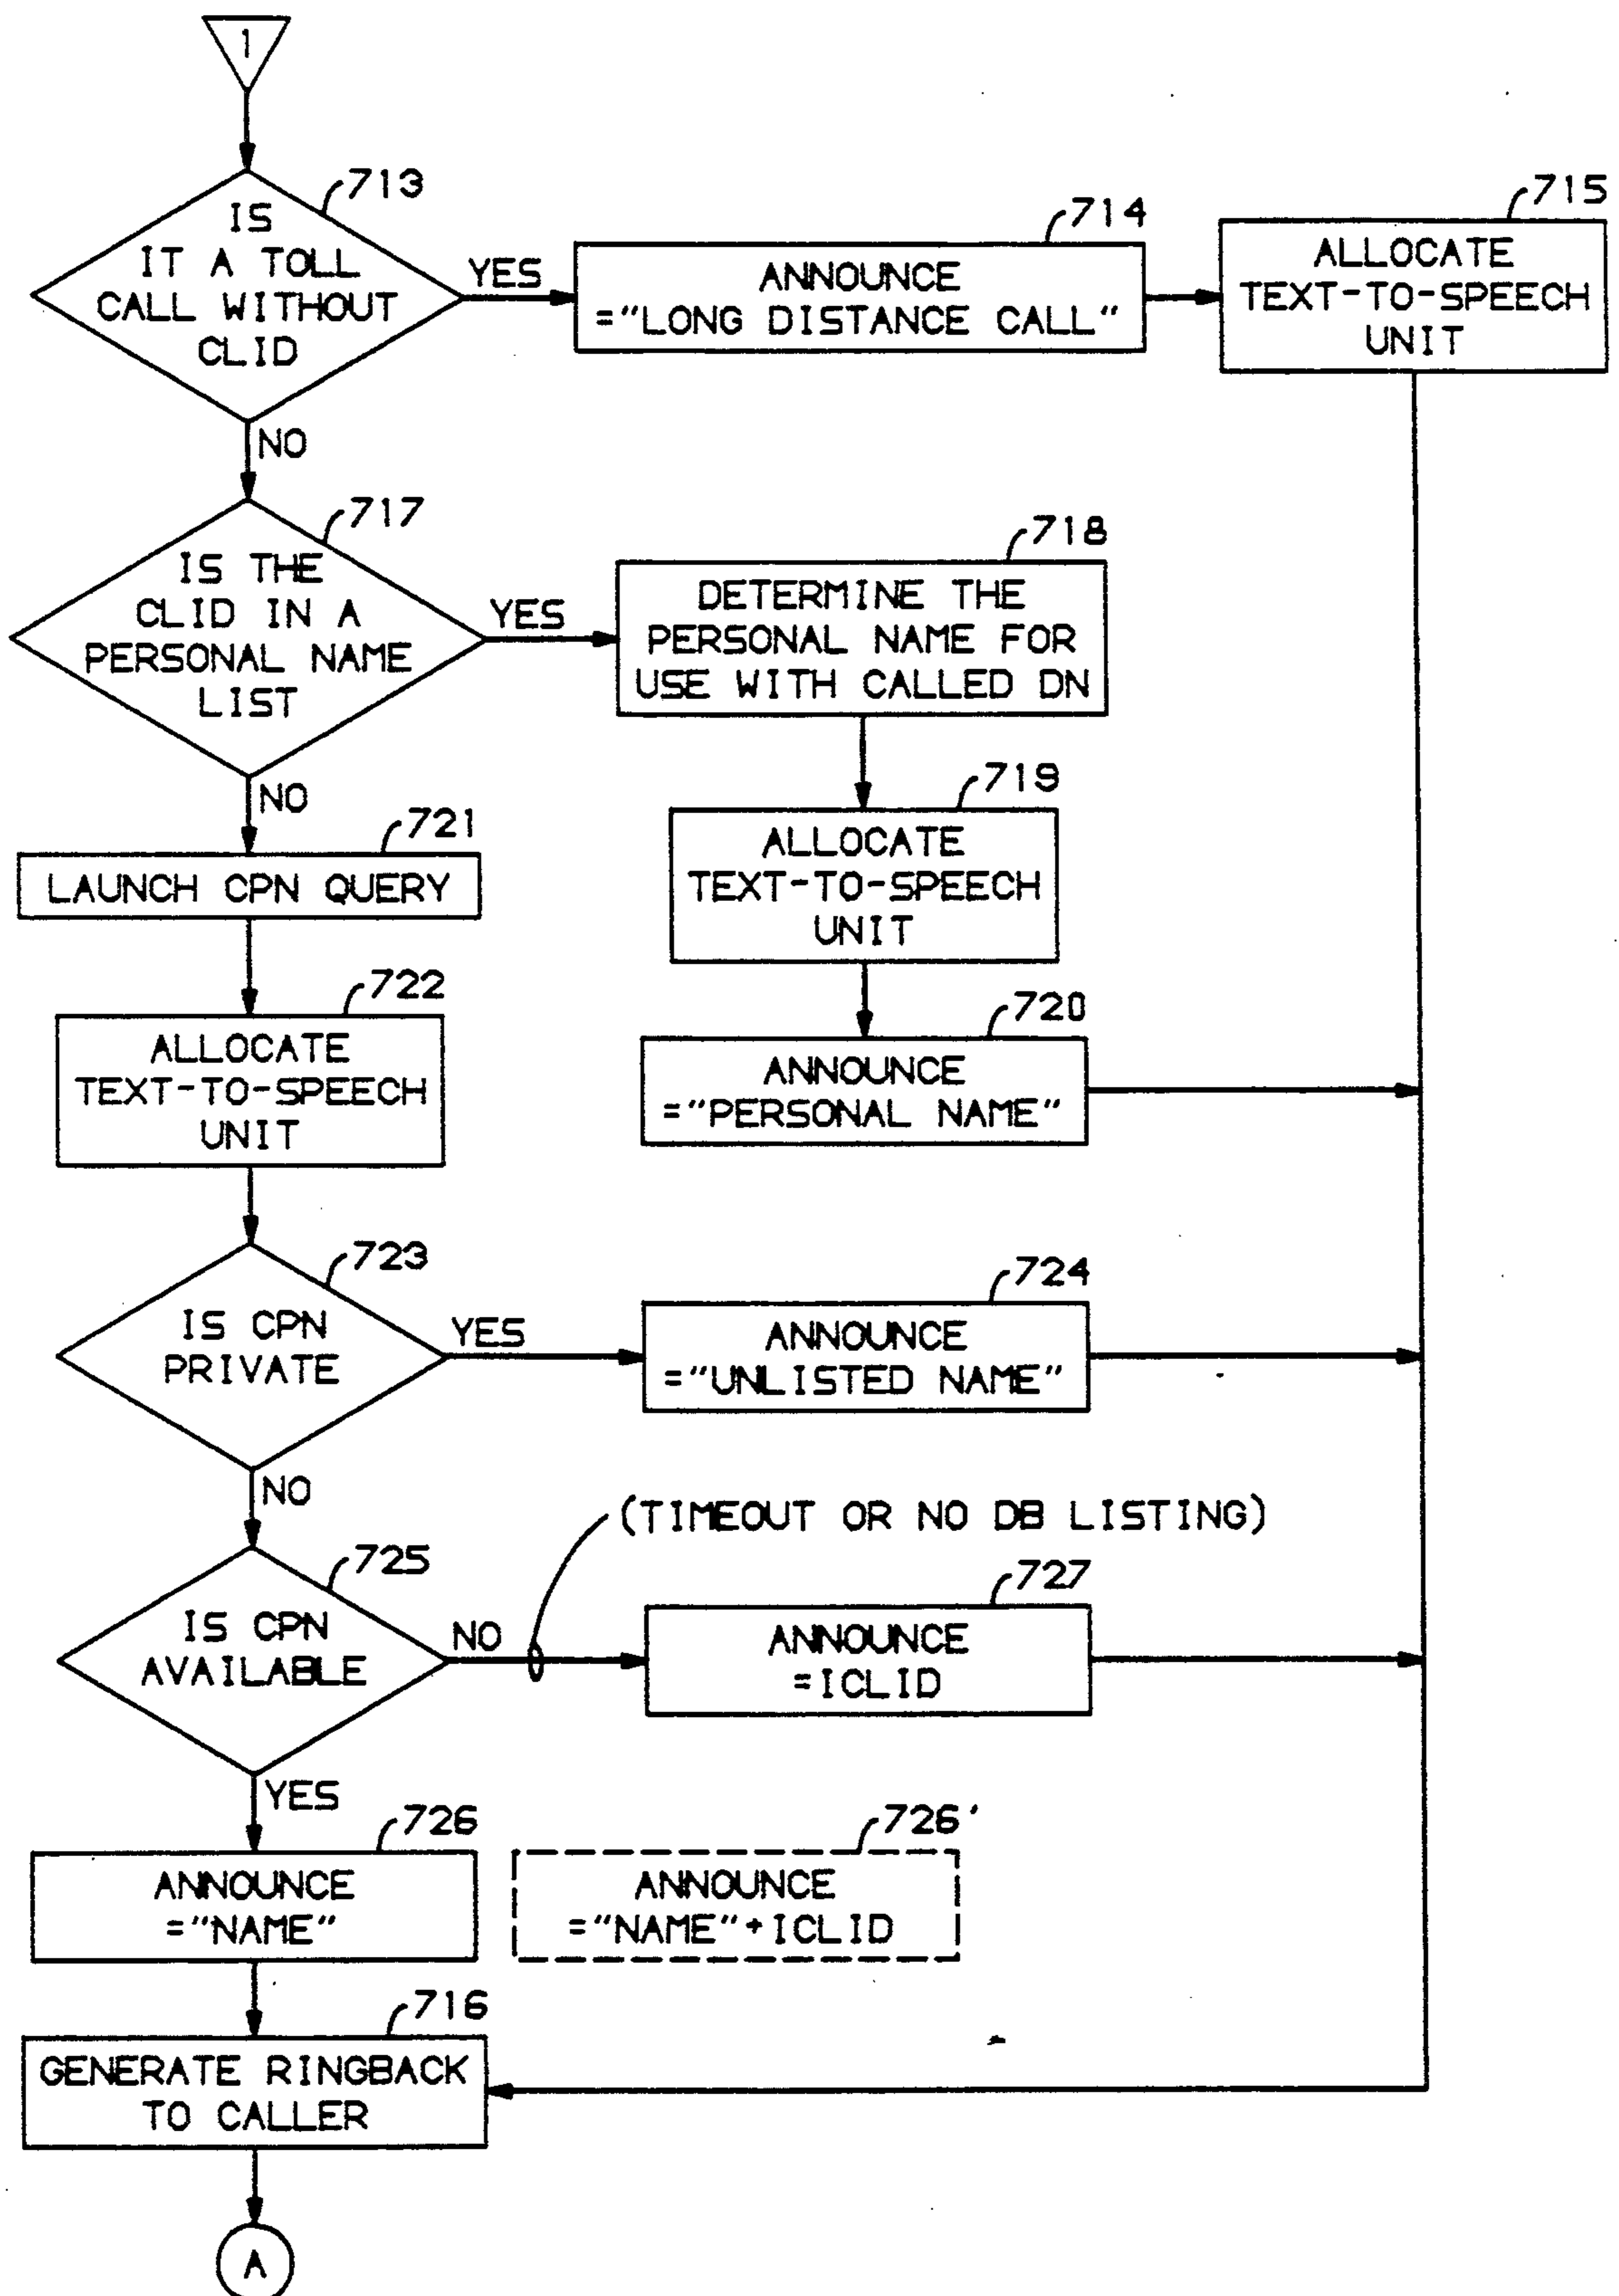 1
713
IS
IT A TOLL
CALL WITHOUT
CLID
YES
NO
714
ANNOUNCE
="LONG DISTANCE CALL"
715
ALLOCATE
TEXT-TO-SPEECH
UNIT
717
IS THE
CLID IN A
PERSONAL NAME
LIST
YES
NO
718
DETERMINE THE
PERSONAL NAME FOR
USE WITH CALLED DN
719
ALLOCATE
TEXT-TO-SPEECH
UNIT
720
ANNOUNCE
="PERSONAL NAME"
721
LAUNCH CPN QUERY
722
ALLOCATE
TEXT-TO-SPEECH
UNIT
723
IS CPN
PRIVATE
YES
NO
724
ANNOUNCE
="UNLISTED NAME"
725
IS CPN
AVAILABLE
NO
(TIMEOUT OR NO DB LISTING)
727
ANNOUNCE
=ICLID
YES
726
ANNOUNCE
="NAME"
726'
ANNOUNCE
="NAME"+ICLID
716
GENERATE RINGBACK
TO CALLER
A